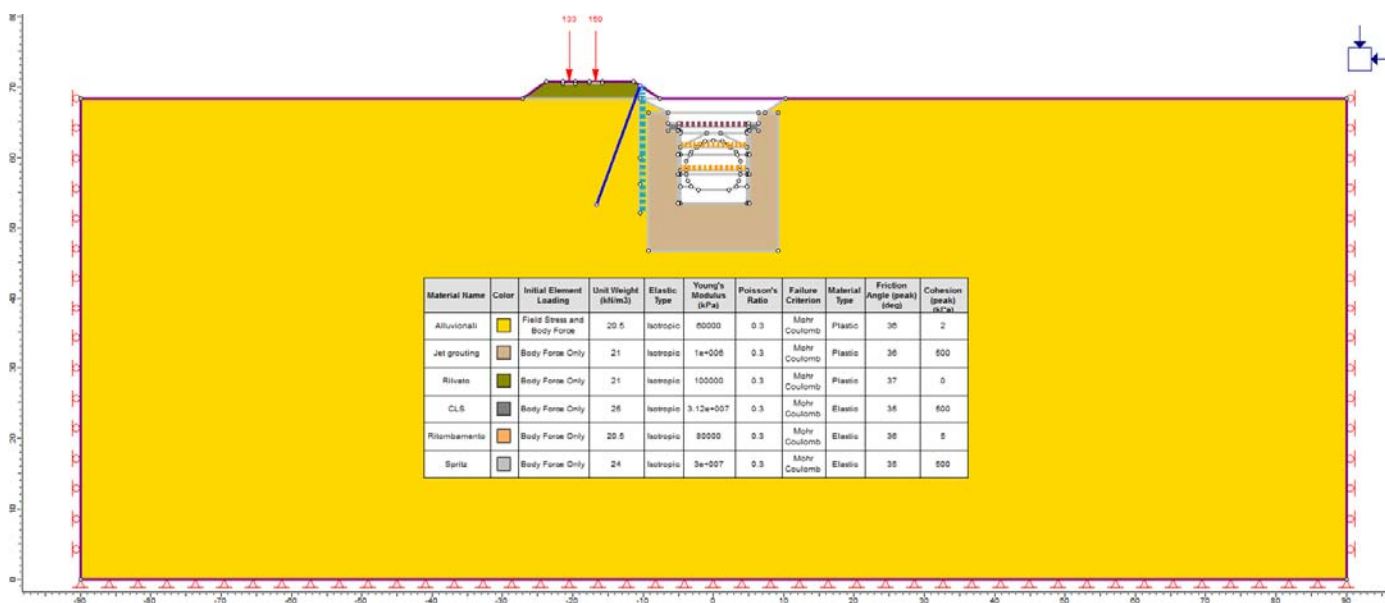 100 150
Material Name Color Initial Element Loading Unit Weight (kN/m3) Elastic Type Young's Modulus (kPa) Poisson's Ratio Failure Criterion Material Type Friction Angle (peak) (deg) Cohesion (peak) (kPa)
Alluvionali Field Stress and Body Force 20.5 Isotropic 60000 0.3 Mohr Coulomb Plastic 36 2
Jet grouting Body Force Only 21 Isotropic 1e+006 0.3 Mohr Coulomb Plastic 36 500
Rilvato Body Force Only 21 Isotropic 100000 0.3 Mohr Coulomb Plastic 37 0
CLS Body Force Only 25 Isotropic 3.12e+007 0.3 Mohr Coulomb Elastic 35 500
Ritombamento Body Force Only 20.5 Isotropic 80000 0.3 Mohr Coulomb Elastic 36 5
Spritz Body Force Only 24 Isotropic 3e+007 0.3 Mohr Coulomb Elastic 35 500
80
70
60
50
40
30
20
10
0
-90 -80 -70 -60 -50 -40 -30 -20 -10 0 10 20 30 40 50 60 70 80 90